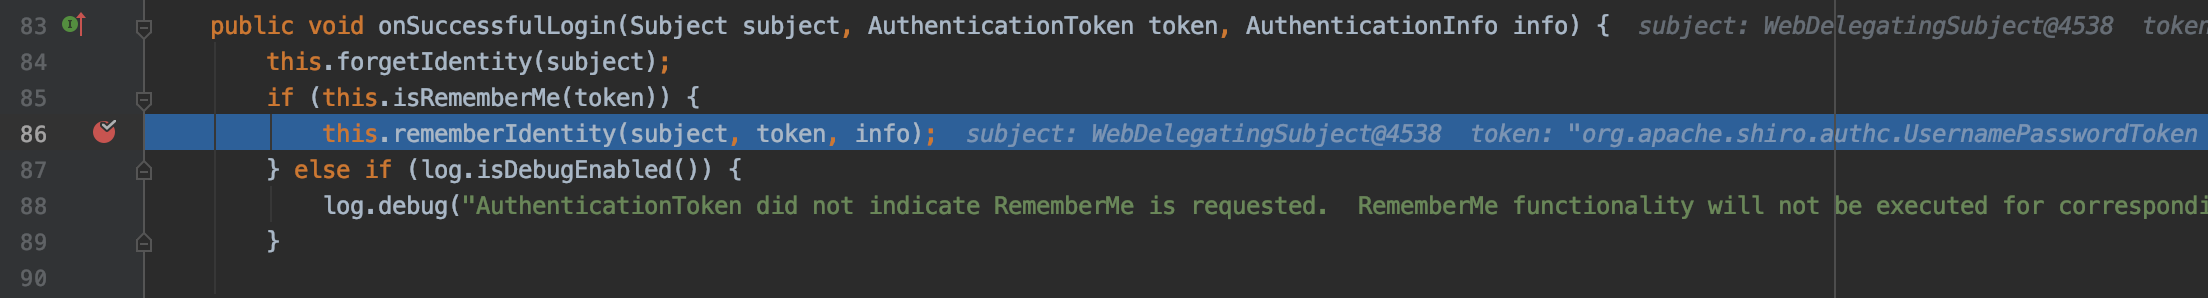 83 public void onSuccessfulLogin(Subject subject, AuthenticationToken token, AuthenticationInfo info) { subject: WebDelegatingSubject@4538 token
84 this.forgetIdentity(subject);
85 if (this.isRememberMe(token)) {
86 this.rememberIdentity(subject, token, info); subject: WebDelegatingSubject@4538 token: "org.apache.shiro.authc.UsernamePasswordToken
87 } else if (log.isDebugEnabled()) {
88 log.debug("AuthenticationToken did not indicate RememberMe is requested.  RememberMe functionality will not be executed for correspondi
89 }
90